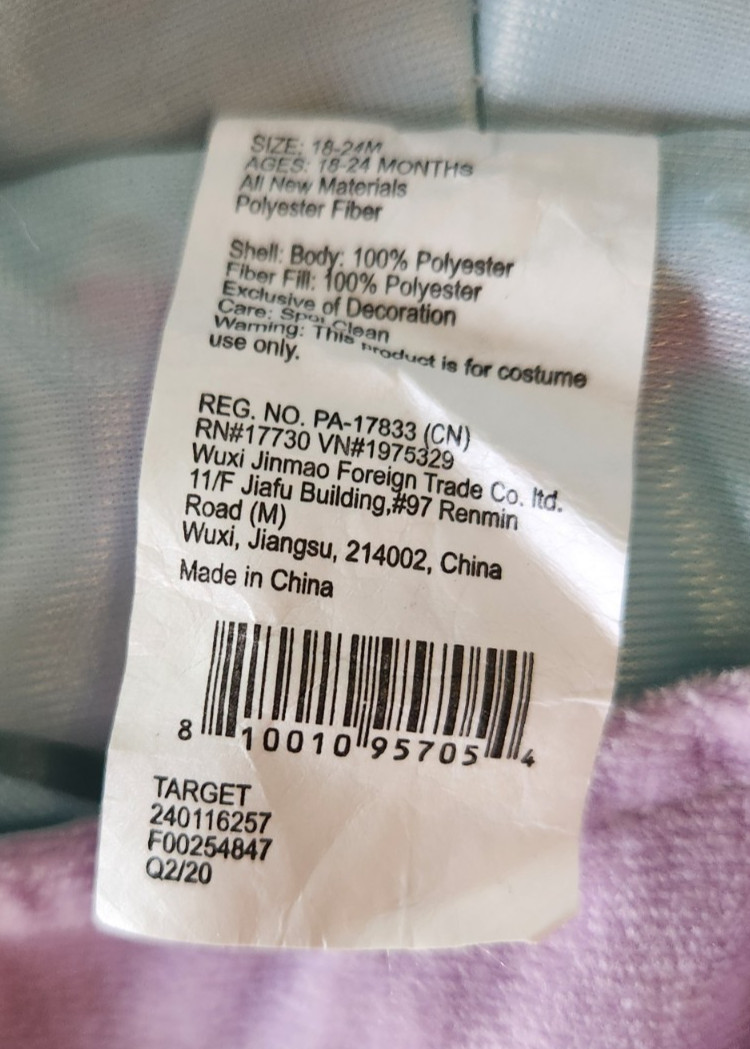 SIZE: 18-24M
AGES: 18-24 MONTHS
All New Materials
Polyester Fiber
Shell: Body: 100% Polyester
Fiber Fill: 100% Polyester
Exclusive of Decoration
Care: Spot Clean
Warning: This product is for costume
use only.
REG. NO. PA-17833 (CN)
RN#17730 VN#1975329
Wuxi Jinmao Foreign Trade Co. ltd.
11/F Jiafu Building,#97 Renmin
Road (M)
Wuxi, Jiangsu, 214002, China
Made in China
8 10010 95705 4
TARGET
240116257
F00254847
Q2/20